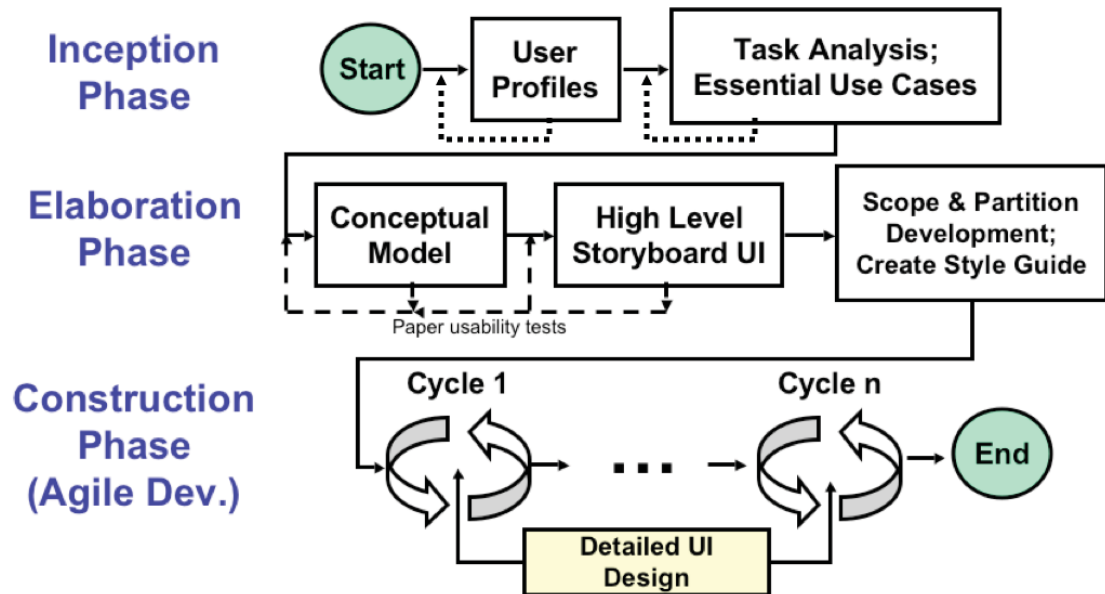 Inception
Phase
Start
User
Profiles
Task Analysis;
Essential Use Cases
Elaboration
Phase
Conceptual
Model
High Level
Storyboard UI
Scope & Partition
Development;
Create Style Guide
Paper usability tests
Construction
Phase
(Agile Dev.)
Cycle 1
...
Cycle n
End
Detailed UI
Design